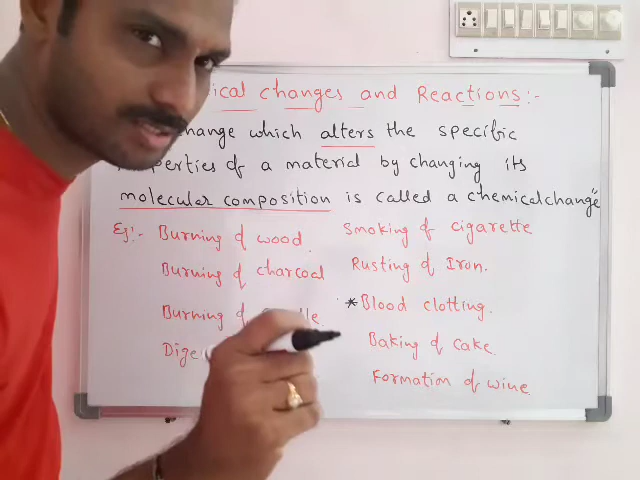 ical changes and Reactions:-
hange which alters the specific
operties of a material by changing its
molecular composition is called a chemical change"
Eg:- Burning of wood.
Burning of charcoal
Burning of
Dige
Smoking of cigarette
Rusting of Iron.
*Blood clotting.
Baking of cake.
Formation of wine